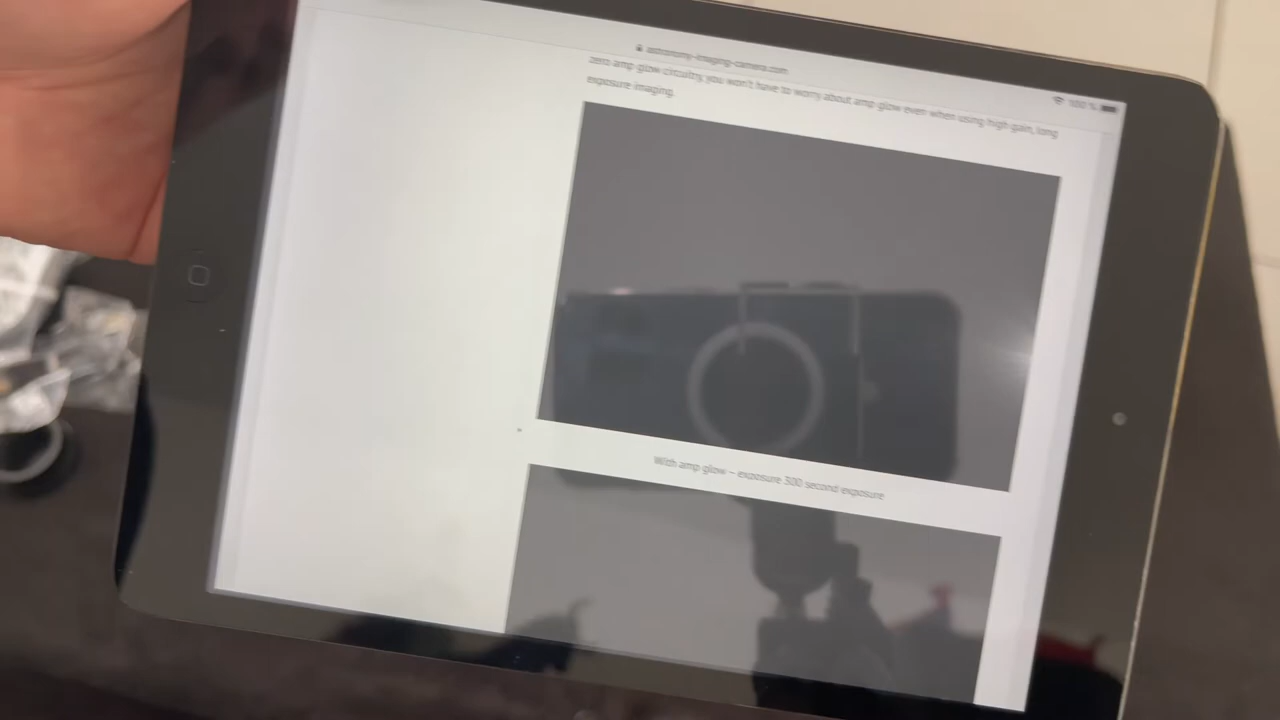 astronomy-imaging-camera.com
100 %
zero amp-glow circuitry, you won't have to worry about amp glow even when using high gain, long
exposure imaging.
With amp glow – exposure 300 second exposure